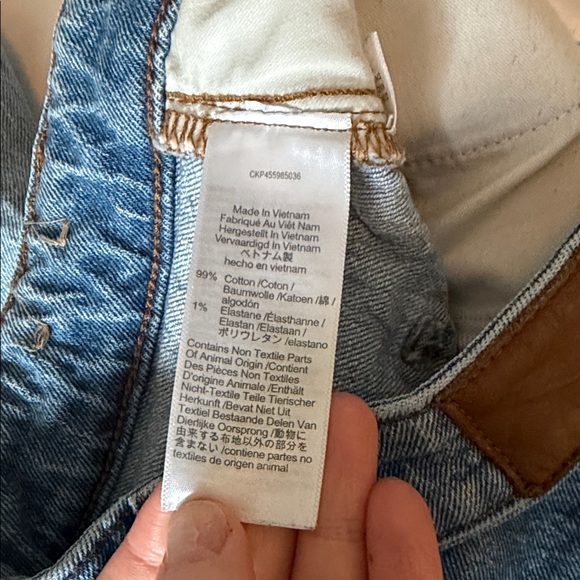 CKP455985036
Made In Vietnam
Fabriqué Au Viêt Nam
Hergestellt In Vietnam
Vervaardigd In Vietnam
ベトナム製
hecho en vietnam
99% Cotton /Coton /
Baumwolle /Katoen /綿 /
algodón
1% Elastane /Élasthanne /
Elastan /Elastaan /
ポリウレタン /elastano
Contains Non Textile Parts
Of Animal Origin /Contient
Des Pièces Non Textiles
D'origine Animale /Enthält
Nicht-Textile Teile Tierischer
Herkunft /Bevat Niet Uit
Textiel Bestaande Delen Van
Dierlijke Oorsprong /動物に
由来する布地以外の部分を
含まない /contiene partes no
textiles de origen animal